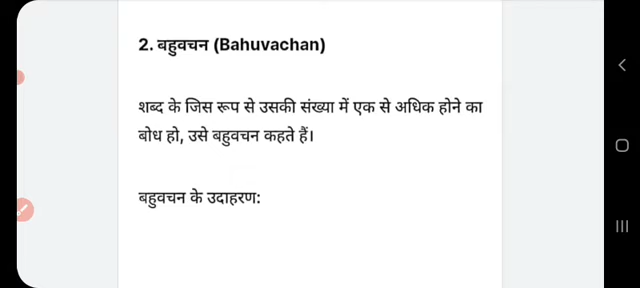 2. बहुवचन (Bahuvachan)
शब्द के जिस रूप से उसकी संख्या में एक से अधिक होने का
बोध हो, उसे बहुवचन कहते हैं।
बहुवचन के उदाहरण: